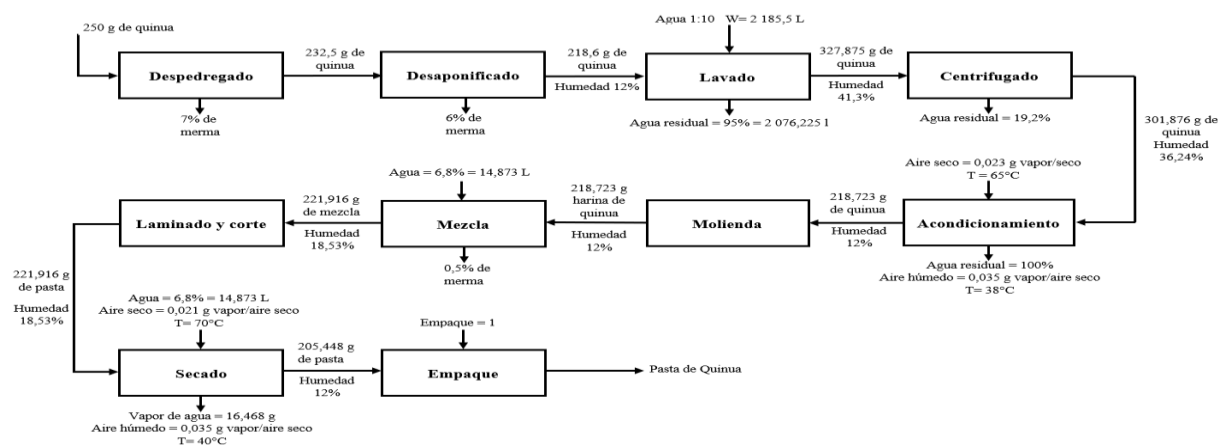 250 g de quinua
Despedregado
7% de
merma
232,5 g de
quinua
Desaponificado
6% de
merma
218,6 g de
quinua
Humedad 12%
Agua 1:10 W= 2 185,5 L
Lavado
Agua residual = 95% = 2 076,225 l
327,875 g de
quinua
Humedad
41,3%
Centrifugado
Agua residual = 19,2%
301,876 g de
quinua
Humedad
36,24%
Aire seco = 0,023 g vapor/seco
T = 65°C
Acondicionamiento
Agua residual = 100%
Aire húmedo = 0,035 g vapor/aire seco
T= 38°C
218,723 g
de quinua
Humedad
12%
Molienda
218,723 g
harina de
quinua
Humedad
12%
Agua = 6,8% = 14,873 L
Mezcla
0,5% de
merma
221,916 g
de mezcla
Humedad
18,53%
Laminado y corte
221,916 g
de pasta
Humedad
18,53%
Agua = 6,8% = 14,873 L
Aire seco = 0,021 g vapor/aire seco
T= 70°C
Secado
Vapor de agua = 16,468 g
Aire húmedo = 0,035 g vapor/aire seco
T= 40°C
205,448 g
de pasta
Humedad
12%
Empaque = 1
Empaque
Pasta de Quinua